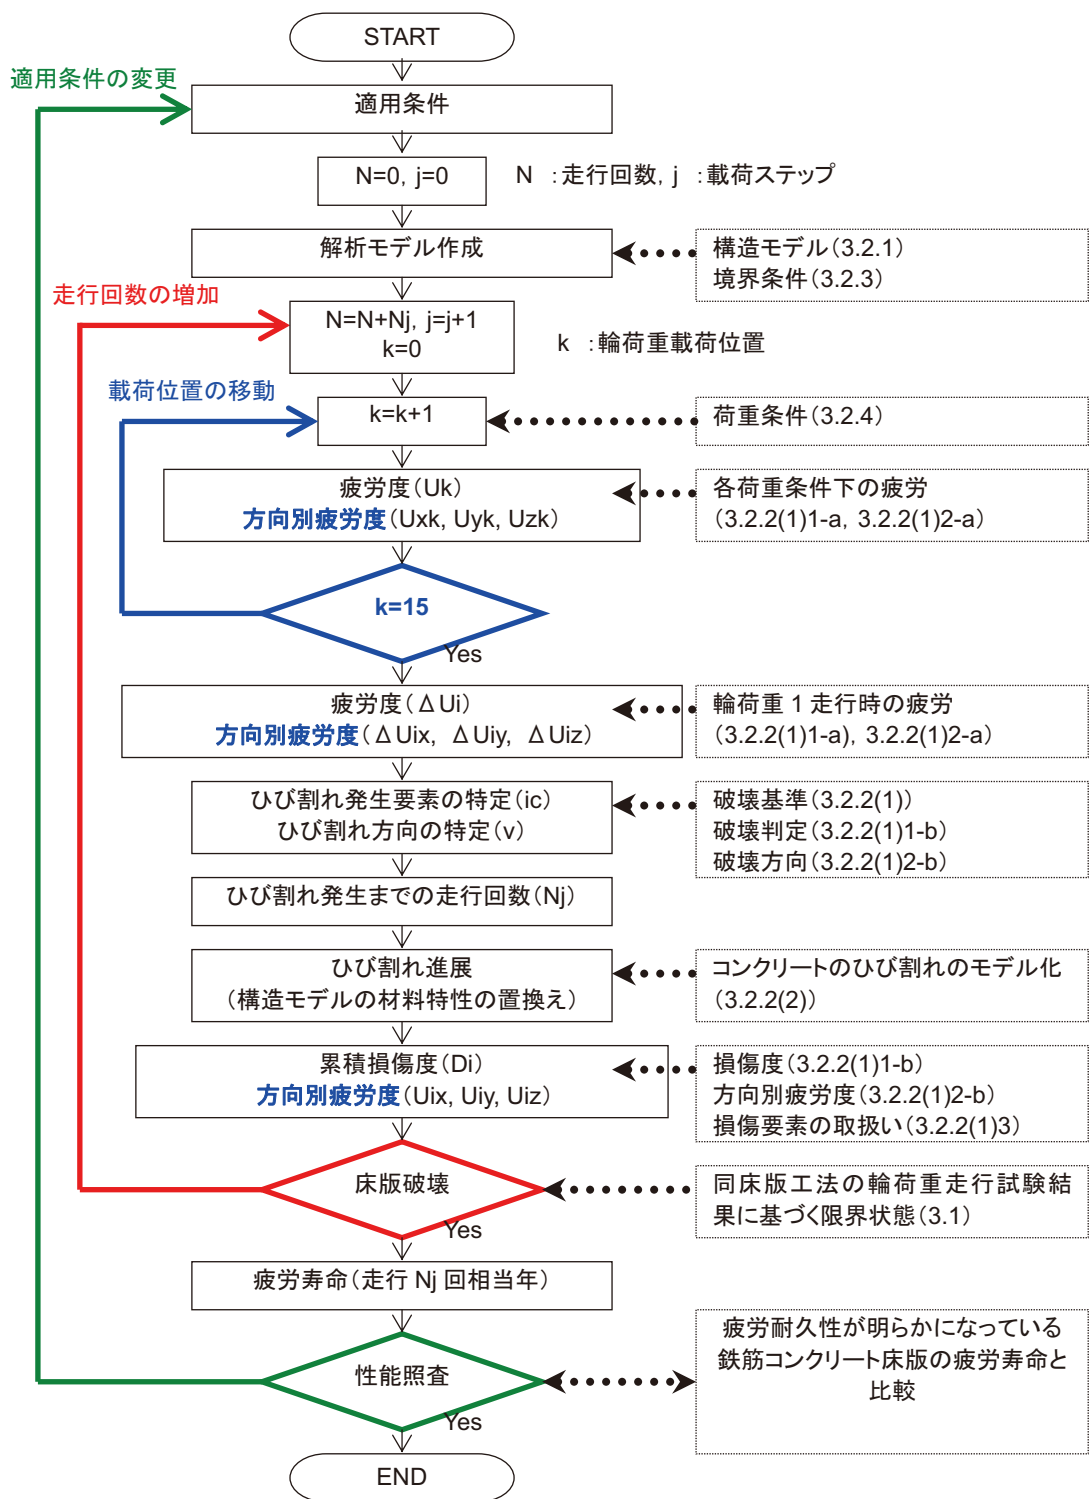 START
適用条件の変更
適用条件
N=0, j=0
N ：走行回数, j ：載荷ステップ
解析モデル作成
構造モデル(3.2.1)
境界条件(3.2.3)
走行回数の増加
N=N+Nj, j=j+1
k=0
k ：輪荷重載荷位置
載荷位置の移動
k=k+1
荷重条件(3.2.4)
疲労度(Uk)
方向別疲労度(Uxk, Uyk, Uzk)
各荷重条件下の疲労
(3.2.2(1)1-a, 3.2.2(1)2-a)
k=15
Yes
疲労度(ΔUi)
方向別疲労度(ΔUix, ΔUiy, ΔUiz)
輪荷重 1 走行時の疲労
(3.2.2(1)1-a), 3.2.2(1)2-a)
ひび割れ発生要素の特定(ic)
ひび割れ方向の特定(v)
破壊基準(3.2.2(1))
破壊判定(3.2.2(1)1-b)
破壊方向(3.2.2(1)2-b)
ひび割れ発生までの走行回数(Nj)
ひび割れ進展
(構造モデルの材料特性の置換え)
コンクリートのひび割れのモデル化
(3.2.2(2))
累積損傷度(Di)
方向別疲労度(Uix, Uiy, Uiz)
損傷度(3.2.2(1)1-b)
方向別疲労度(3.2.2(1)2-b)
損傷要素の取扱い(3.2.2(1)3)
床版破壊
Yes
同床版工法の輪荷重走行試験結
果に基づく限界状態(3.1)
疲労寿命(走行 Nj 回相当年)
性能照査
Yes
疲労耐久性が明らかになっている
鉄筋コンクリート床版の疲労寿命と
比較
END